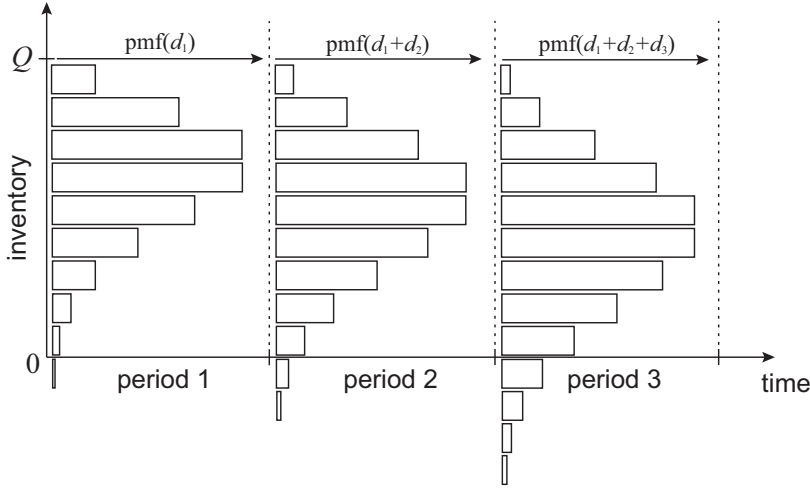 pmf(d₁)
pmf(d₁+d₂)
pmf(d₁+d₂+d₃)
Q
inventory
0
period 1
period 2
period 3
time